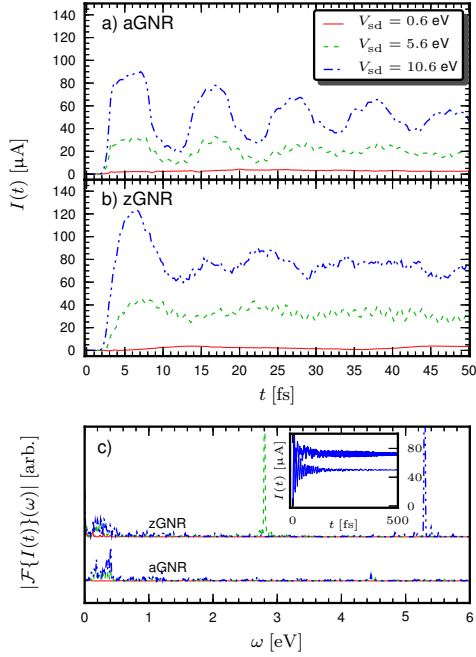 a) aGNR
V_sd = 0.6 eV
V_sd = 5.6 eV
V_sd = 10.6 eV
I(t) [µA]
140
120
100
80
60
40
20
0
b) zGNR
140
120
100
80
60
40
20
0
0 5 10 15 20 25 30 35 40 45 50
t [fs]
c)
|F{I(t)}(ω)| [arb.]
I(t) [µA]
80
40
0
0 500
t [fs]
zGNR
aGNR
0 1 2 3 4 5 6
ω [eV]